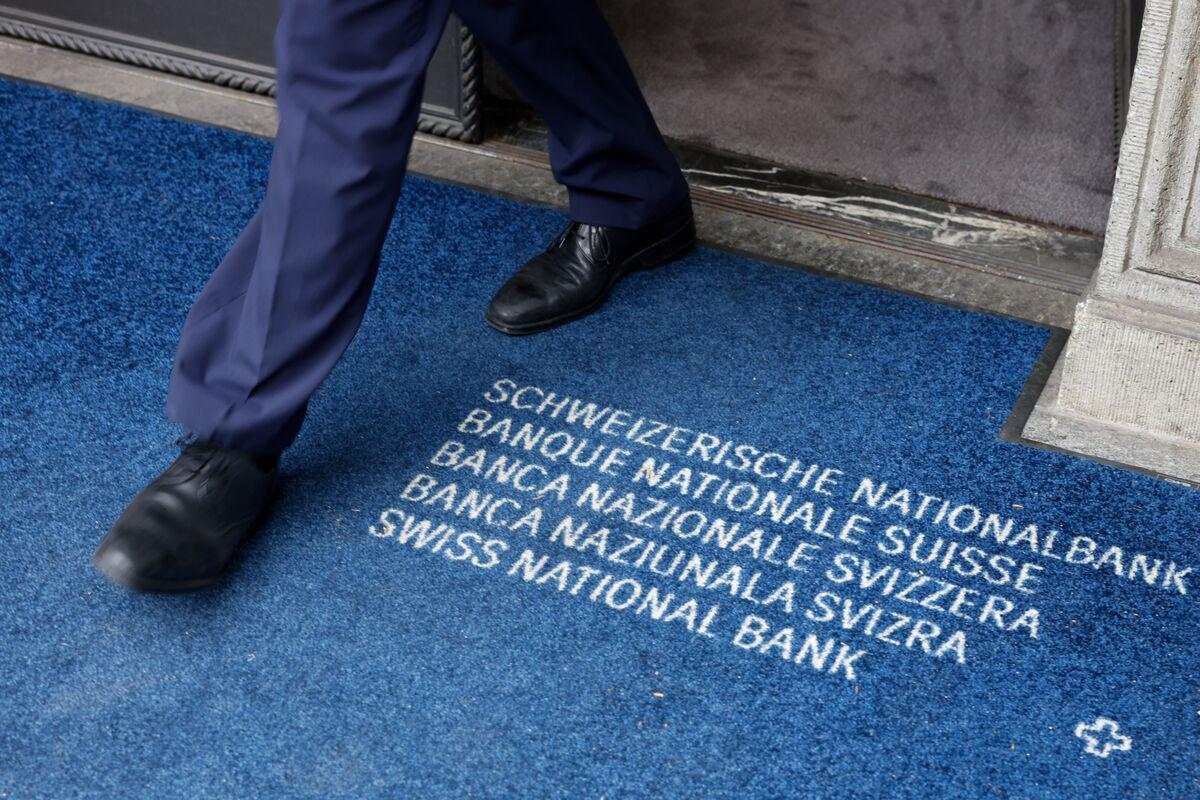 SCHWEIZERISCHE NATIONALBANK
BANQUE NATIONALE SUISSE
BANCA NAZIONALE SVIZZERA
BANCA NAZIUNALA SVIZRA
SWISS NATIONAL BANK